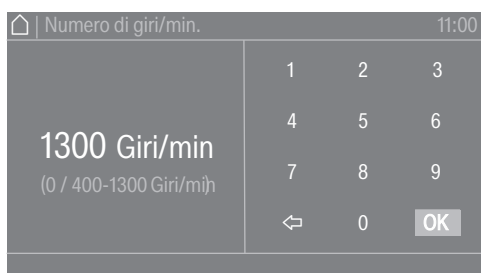 | Numero di giri/min. 11:00
1 2 3
4 5 6
1300 Giri/min
(0 / 400-1300 Giri/min)
7 8 9
0 OK